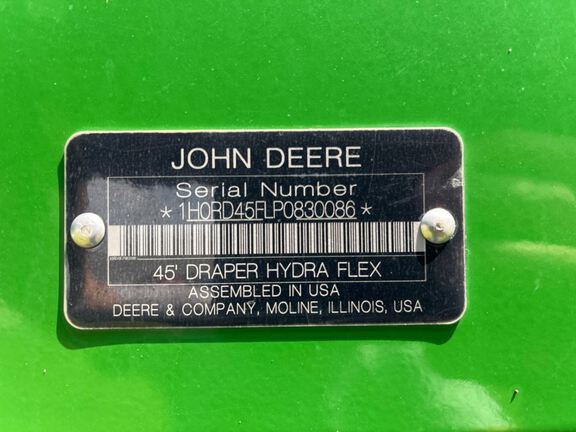 JOHN DEERE
Serial Number
*1H0RD45FLP0830086*
45' DRAPER HYDRA FLEX
ASSEMBLED IN USA
DEERE & COMPANY, MOLINE, ILLINOIS, USA